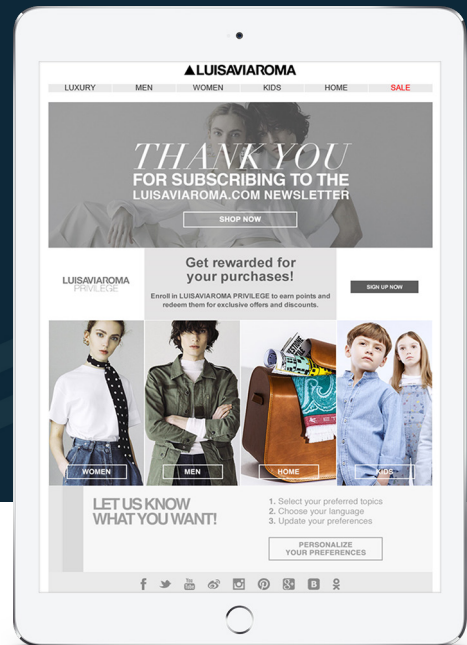 LUISAVIAROMA
LUXURY MEN WOMEN KIDS HOME SALE
THANK YOU
FOR SUBSCRIBING TO THE
LUISAVIAROMA.COM NEWSLETTER
SHOP NOW
LUISAVIAROMA
PRIVILEGE
Get rewarded for
your purchases!
Enroll in LUISAVIAROMA PRIVILEGE to earn points and
redeem them for exclusive offers and discounts.
SIGN UP NOW
WOMEN
MEN
HOME
KIDS
LET US KNOW
WHAT YOU WANT!
1. Select your preferred topics
2. Choose your language
3. Update your preferences
PERSONALIZE
YOUR PREFERENCES